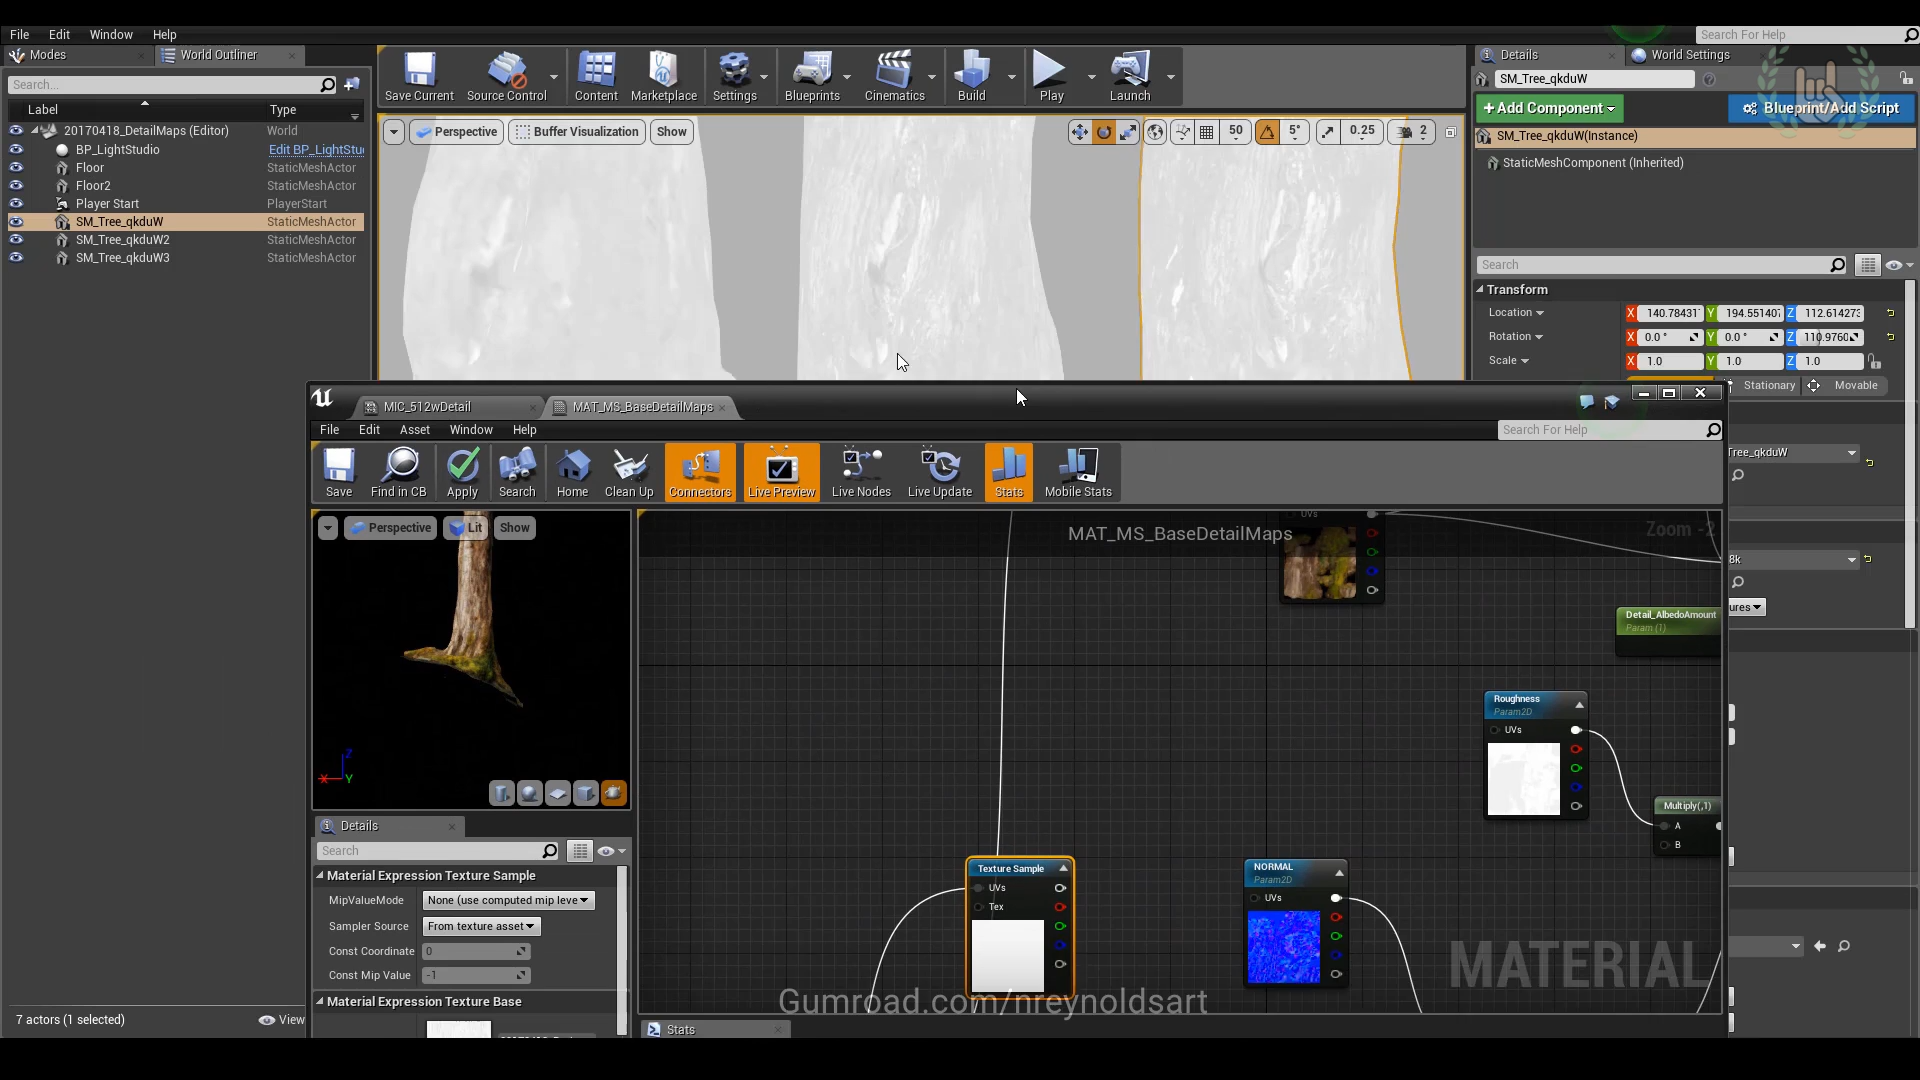 File Edit Window Help
Search For Help
Modes
World Outliner
Search...
Label Type
20170418_DetailMaps (Editor) World
BP_LightStudio Edit BP_LightStu
Floor StaticMeshActor
Floor2 StaticMeshActor
Player Start PlayerStart
SM_Tree_qkduW StaticMeshActor
SM_Tree_qkduW2 StaticMeshActor
SM_Tree_qkduW3 StaticMeshActor
7 actors (1 selected) View
Save Current Source Control Content Marketplace Settings Blueprints Cinematics Build Play Launch
Perspective Buffer Visualization Show 50 5° 0.25 2
Details World Settings
SM_Tree_qkduW
+Add Component Blueprint/Add Script
SM_Tree_qkduW(Instance)
StaticMeshComponent (Inherited)
Search
Transform
Location X 140.78431 Y 194.551407 Z 112.614273
Rotation X 0.0 ° Y 0.0 ° Z 110.9760
Scale X 1.0 Y 1.0 Z 1.0
Stationary Movable
Tree_qkduW
8k
ures
MIC_512wDetail MAT_MS_BaseDetailMaps
File Edit Asset Window Help
Search For Help
Save Find in CB Apply Search Home Clean Up Connectors Live Preview Live Nodes Live Update Stats Mobile Stats
Perspective Lit Show
Z
X Y
MAT_MS_BaseDetailMaps
Zoom -2
UVs
Detail_AlbedoAmount
Param (1)
Roughness
Param2D
UVs
Multiply(,1)
A
B
Texture Sample
UVs
Tex
NORMAL
Param2D
UVs
MATERIAL
Details
Search
Material Expression Texture Sample
MipValueMode None (use computed mip leve
Sampler Source From texture asset
Const Coordinate 0
Const Mip Value -1
Material Expression Texture Base
Gumroad.com/nreynoldsart
Stats